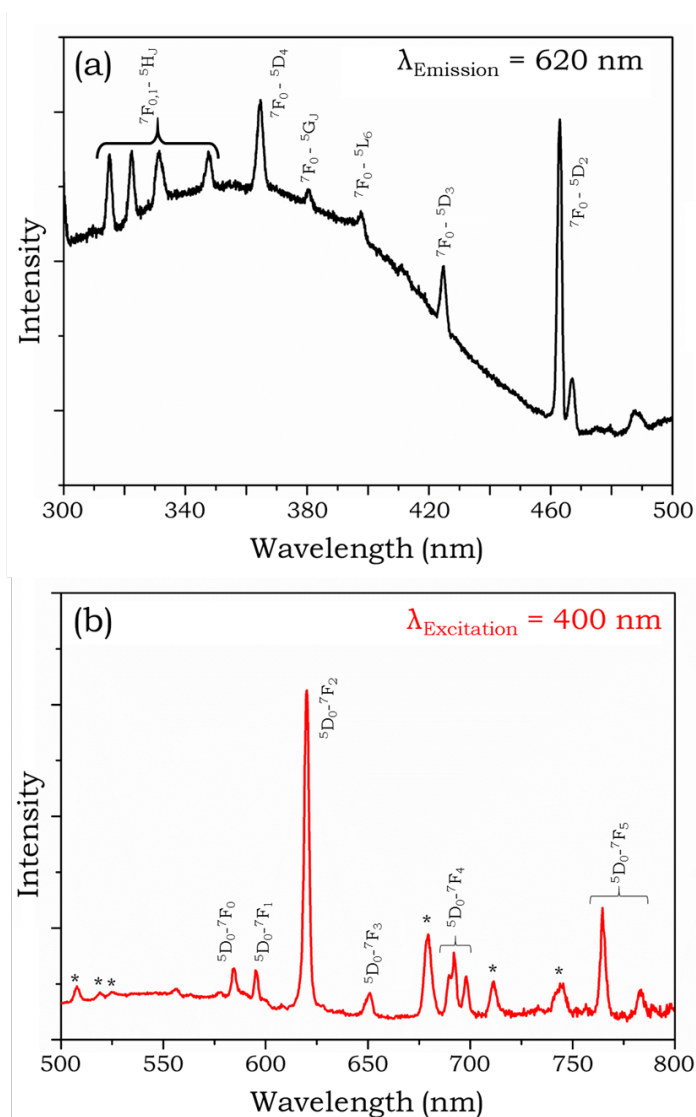 (a)
λEmission = 620 nm
⁷F₀,₁- ⁵H_J
⁷F₀ - ⁵D₄
⁷F₀ - ⁵G_J
⁷F₀ - ⁵L₆
⁷F₀ - ⁵D₃
⁷F₀ - ⁵D₂
Intensity
300 340 380 420 460 500
Wavelength (nm)
(b)
λExcitation = 400 nm
⁵D₀-⁷F₀
⁵D₀-⁷F₁
⁵D₀-⁷F₂
⁵D₀-⁷F₃
⁵D₀-⁷F₄
⁵D₀-⁷F₅
* * * * * *
Intensity
500 550 600 650 700 750 800
Wavelength (nm)